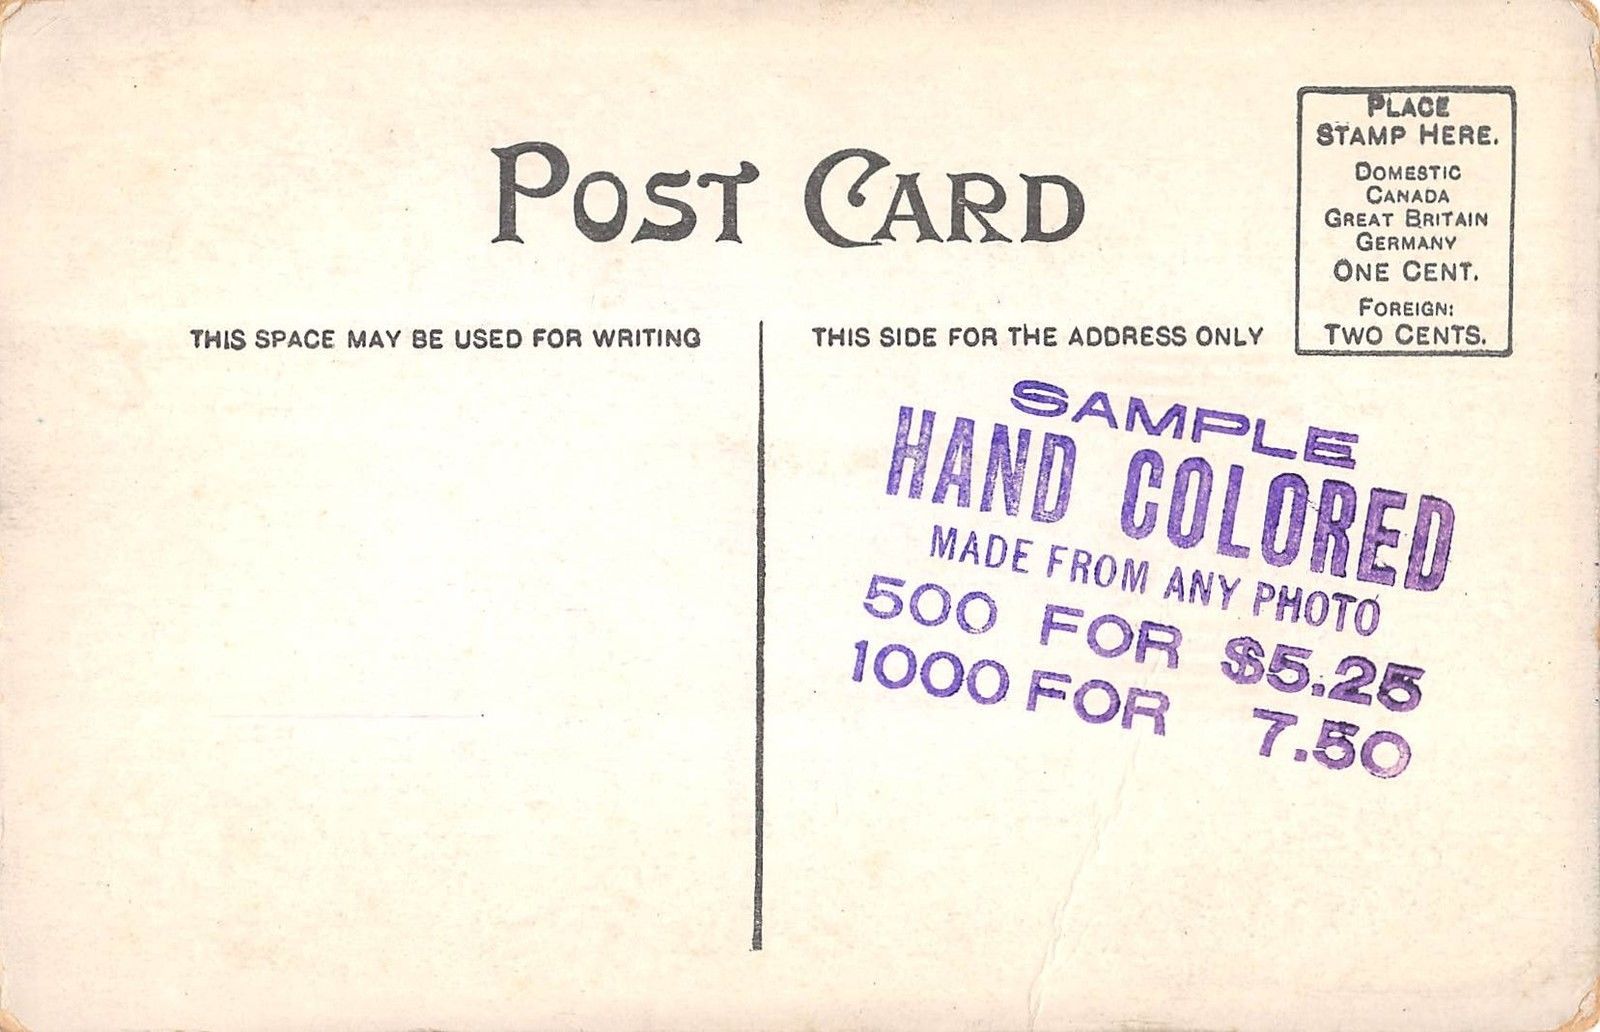 POST CARD
PLACE
STAMP HERE.
DOMESTIC
CANADA
GREAT BRITAIN
GERMANY
ONE CENT.
FOREIGN:
TWO CENTS.
THIS SPACE MAY BE USED FOR WRITING
THIS SIDE FOR THE ADDRESS ONLY
SAMPLE
HAND COLORED
MADE FROM ANY PHOTO
500 FOR $5.25
1000 FOR 7.50